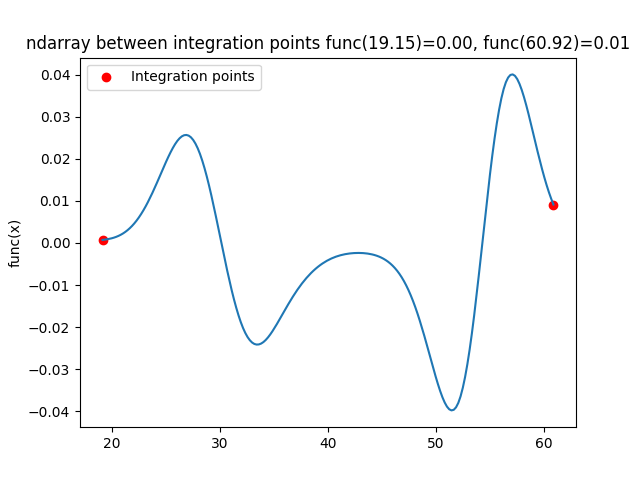 ndarray between integration points func(19.15)=0.00, func(60.92)=0.01
Integration points
func(x)
0.04
0.03
0.02
0.01
0.00
−0.01
−0.02
−0.03
−0.04
20 30 40 50 60